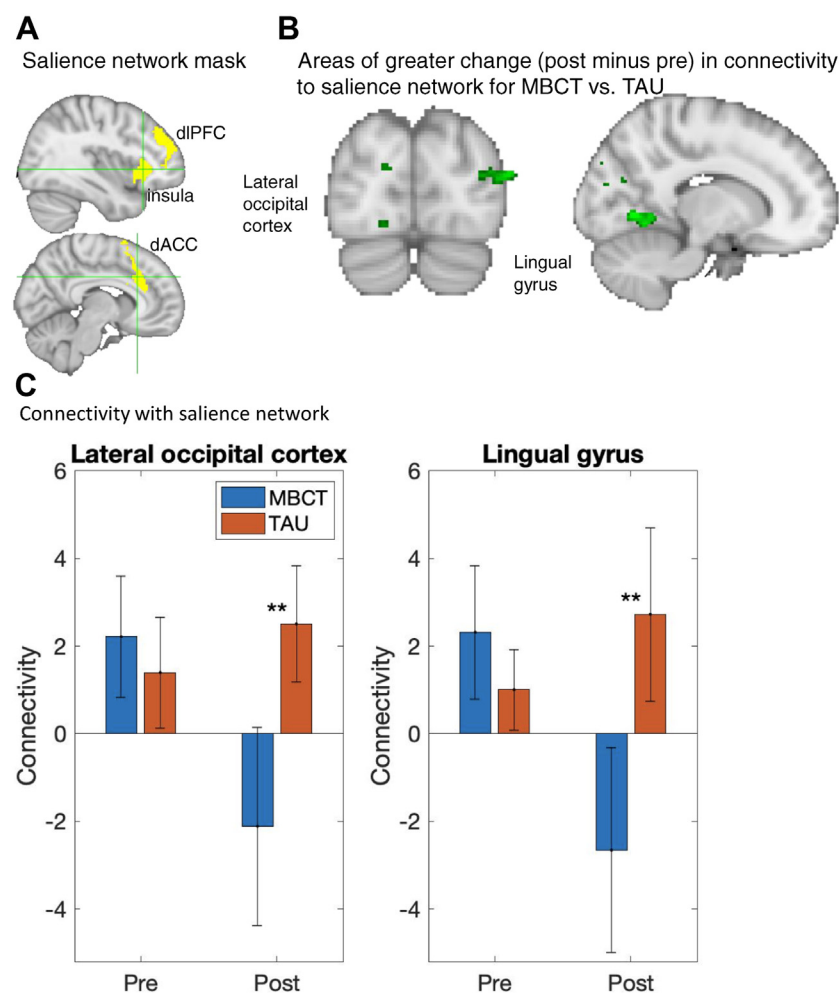 A
Salience network mask
dlPFC
insula
dACC
B
Areas of greater change (post minus pre) in connectivity
to salience network for MBCT vs. TAU
Lateral
occipital
cortex
Lingual
gyrus
C
Connectivity with salience network
Lateral occipital cortex
MBCT
TAU
**
Connectivity
6
4
2
0
-2
-4
Pre
Post
Lingual gyrus
**
Connectivity
6
4
2
0
-2
-4
Pre
Post